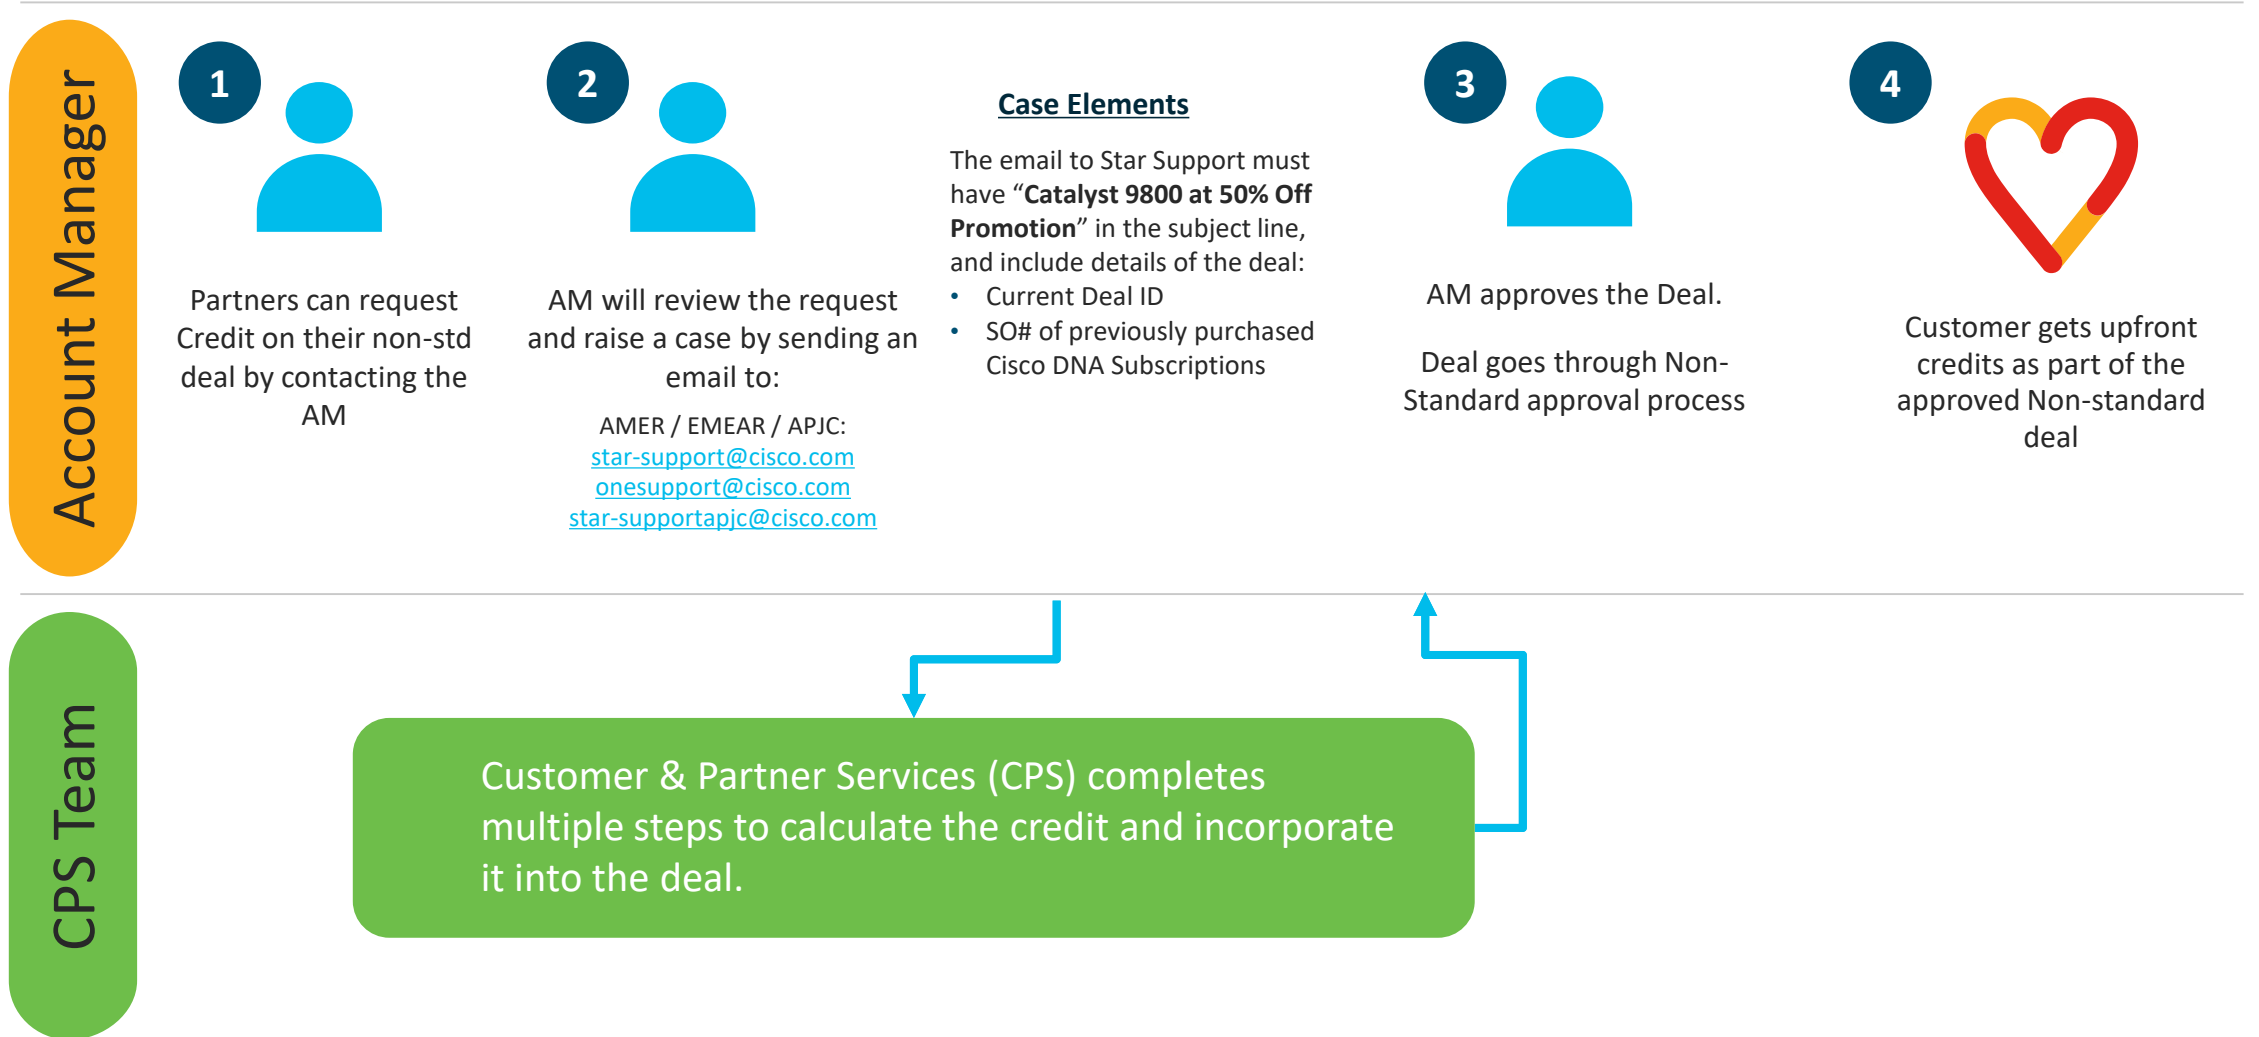 Account Manager
1
Partners can request
Credit on their non-std
deal by contacting the
AM
2
AM will review the request
and raise a case by sending an
email to:
AMER / EMEAR / APJC:
star-support@cisco.com
onesupport@cisco.com
star-supportapjc@cisco.com
Case Elements
The email to Star Support must
have “Catalyst 9800 at 50% Off
Promotion” in the subject line,
and include details of the deal:
• Current Deal ID
• SO# of previously purchased
Cisco DNA Subscriptions
3
AM approves the Deal.
Deal goes through Non-
Standard approval process
4
Customer gets upfront
credits as part of the
approved Non-standard
deal
CPS Team
Customer & Partner Services (CPS) completes
multiple steps to calculate the credit and incorporate
it into the deal.